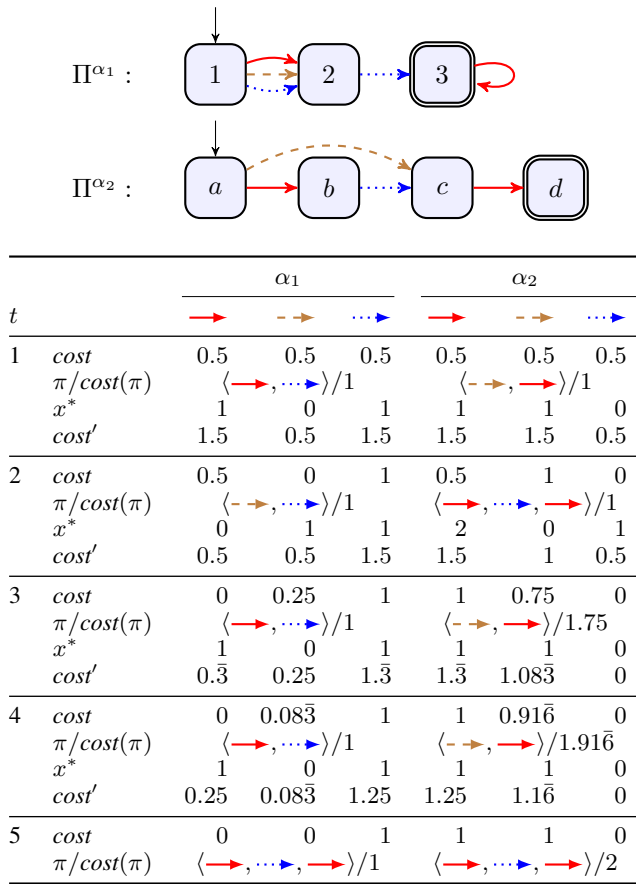 Π^{α₁} : 1 2 3
Π^{α₂} : a b c d
α₁ α₂
t
1 cost 0.5 0.5 0.5 0.5 0.5 0.5
π/cost(π) ⟨ , ⟩/1 ⟨ , ⟩/1
x* 1 0 1 1 1 0
cost′ 1.5 0.5 1.5 1.5 1.5 0.5
2 cost 0.5 0 1 0.5 1 0
π/cost(π) ⟨ , ⟩/1 ⟨ , , ⟩/1
x* 0 1 1 2 0 1
cost′ 0.5 0.5 1.5 1.5 1 0.5
3 cost 0 0.25 1 1 0.75 0
π/cost(π) ⟨ , ⟩/1 ⟨ , ⟩/1.75
x* 1 0 1 1 1 0
cost′ 0.3̄ 0.25 1.3̄ 1.3̄ 1.083̄ 0
4 cost 0 0.083̄ 1 1 0.916̄ 0
π/cost(π) ⟨ , ⟩/1 ⟨ , ⟩/1.916̄
x* 1 0 1 1 1 0
cost′ 0.25 0.083̄ 1.25 1.25 1.16̄ 0
5 cost 0 0 1 1 1 0
π/cost(π) ⟨ , , ⟩/1 ⟨ , , ⟩/2